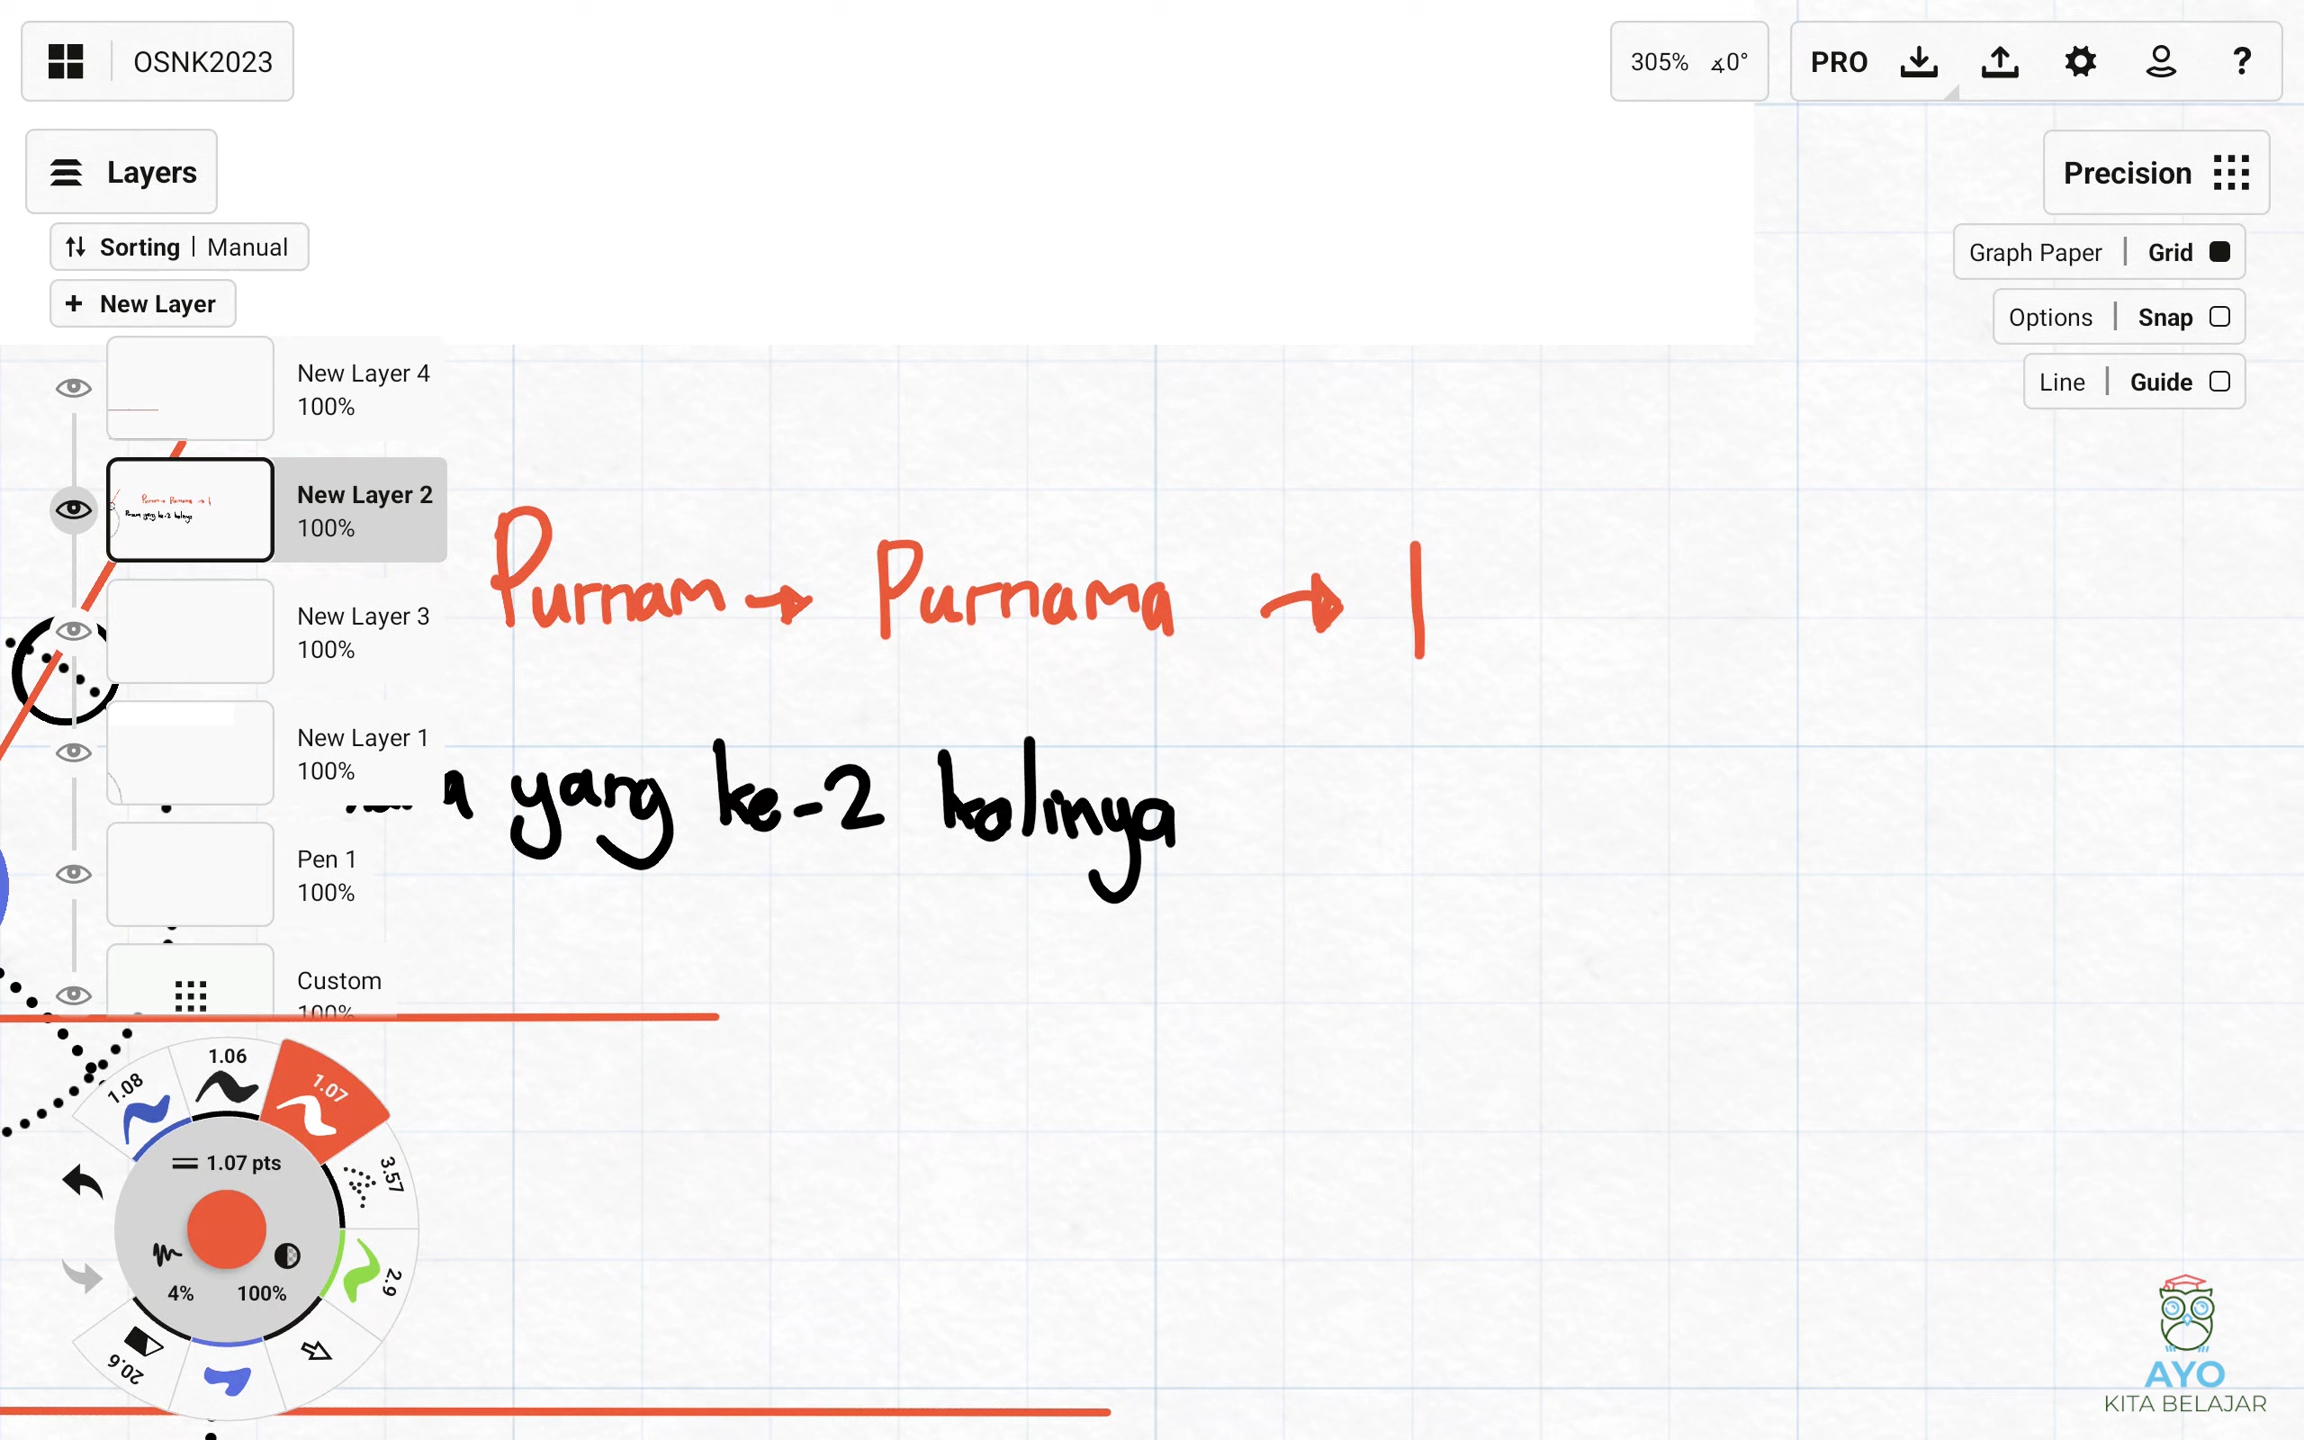 OSNK2023
305% ∡0°
PRO
?
Layers
Precision
Sorting | Manual
Graph Paper | Grid
New Layer
Options | Snap
Line | Guide
New Layer 4
100%
New Layer 2
100%
Purnam → Purnama → 1
New Layer 3
100%
New Layer 1
100%
yang ke-2 kalinya
Pen 1
100%
Custom
100%
1.08
1.06
1.07
3.57
2.9
20.6
1.07 pts
4%
100%
AYO
KITA BELAJAR